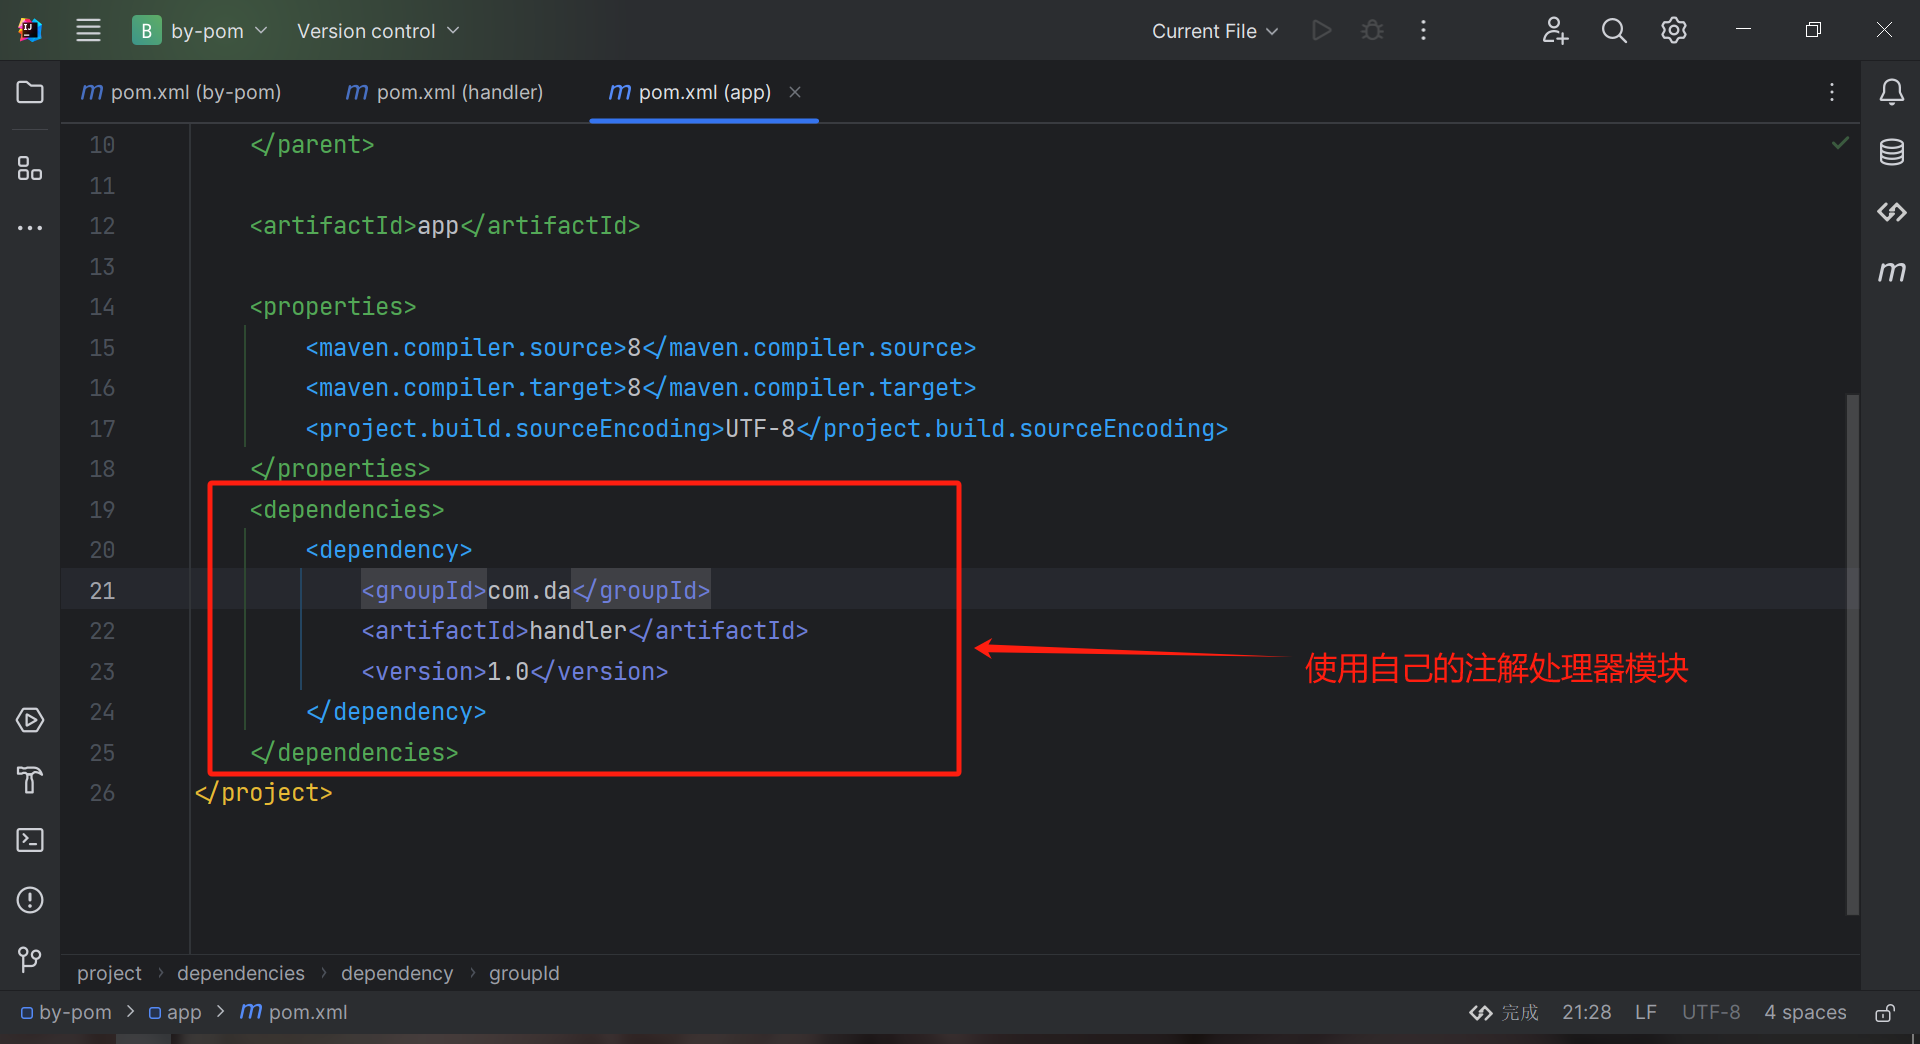 B by-pom Version control Current File
m pom.xml (by-pom) m pom.xml (handler) m pom.xml (app)
10 </parent>
11
12 <artifactId>app</artifactId>
13
14 <properties>
15 <maven.compiler.source>8</maven.compiler.source>
16 <maven.compiler.target>8</maven.compiler.target>
17 <project.build.sourceEncoding>UTF-8</project.build.sourceEncoding>
18 </properties>
19 <dependencies>
20 <dependency>
21 <groupId>com.da</groupId>
22 <artifactId>handler</artifactId>
23 <version>1.0</version>
24 </dependency>
25 </dependencies>
26 </project>
使用自己的注解处理器模块
project › dependencies › dependency › groupId
by-pom > app > m pom.xml 完成 21:28 LF UTF-8 4 spaces